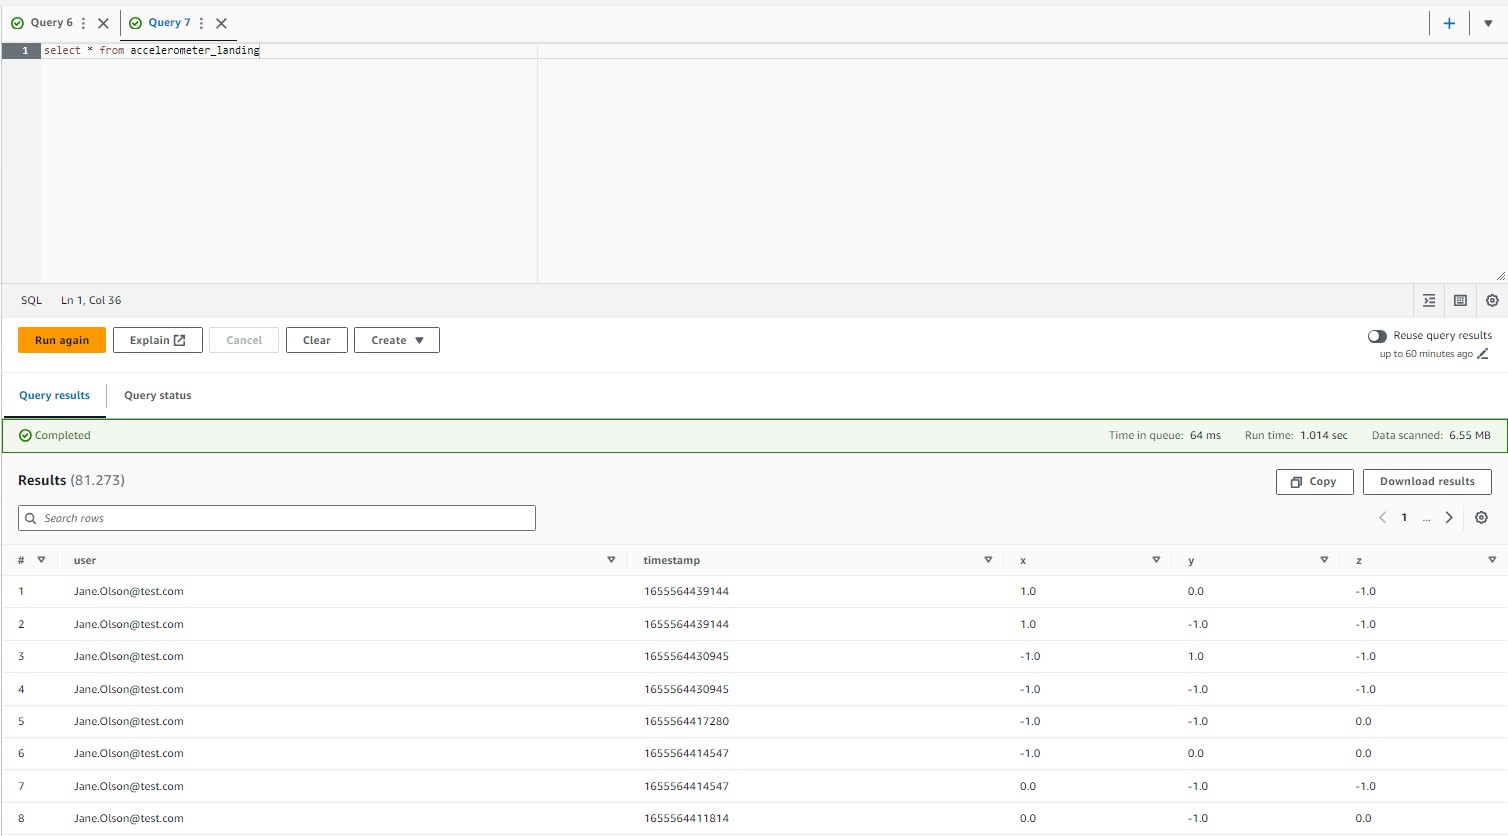 Query 6 Query 7
1 select * from accelerometer_landing
SQL Ln 1, Col 36
Run again Explain Cancel Clear Create Reuse query results
up to 60 minutes ago
Query results Query status
Completed Time in queue: 64 ms Run time: 1.014 sec Data scanned: 6.55 MB
Results (81.273) Copy Download results
Search rows 1 ...
# user timestamp x y z
1 Jane.Olson@test.com 1655564439144 1.0 0.0 -1.0
2 Jane.Olson@test.com 1655564439144 1.0 -1.0 -1.0
3 Jane.Olson@test.com 1655564430945 -1.0 1.0 -1.0
4 Jane.Olson@test.com 1655564430945 -1.0 -1.0 -1.0
5 Jane.Olson@test.com 1655564417280 -1.0 -1.0 0.0
6 Jane.Olson@test.com 1655564414547 -1.0 0.0 0.0
7 Jane.Olson@test.com 1655564414547 0.0 -1.0 -1.0
8 Jane.Olson@test.com 1655564411814 0.0 -1.0 0.0